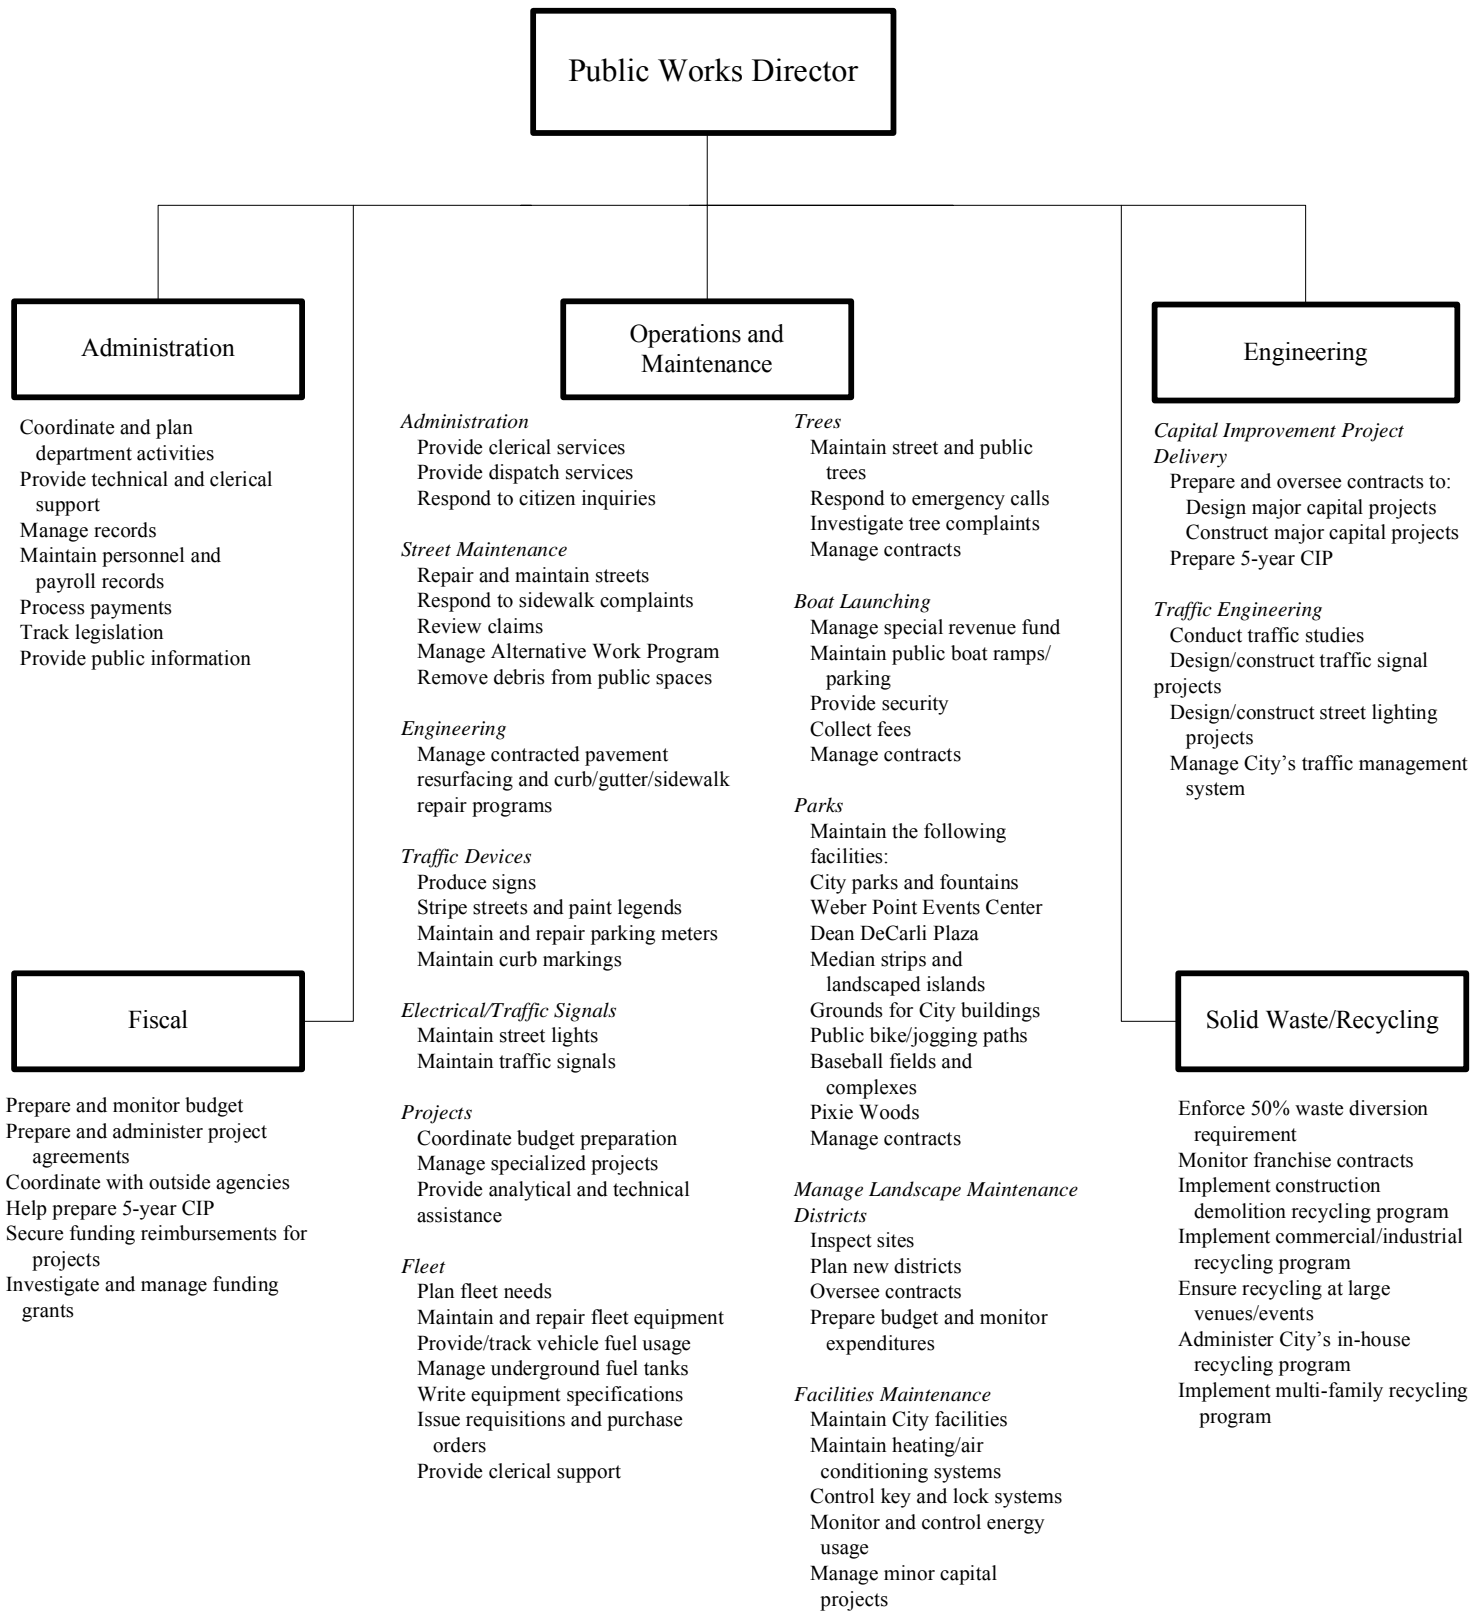 Public Works Director
Administration
Coordinate and plan
department activities
Provide technical and clerical
support
Manage records
Maintain personnel and
payroll records
Process payments
Track legislation
Provide public information
Fiscal
Prepare and monitor budget
Prepare and administer project
agreements
Coordinate with outside agencies
Help prepare 5-year CIP
Secure funding reimbursements for
projects
Investigate and manage funding
grants
Operations and
Maintenance
Administration
Provide clerical services
Provide dispatch services
Respond to citizen inquiries
Street Maintenance
Repair and maintain streets
Respond to sidewalk complaints
Review claims
Manage Alternative Work Program
Remove debris from public spaces
Engineering
Manage contracted pavement
resurfacing and curb/gutter/sidewalk
repair programs
Traffic Devices
Produce signs
Stripe streets and paint legends
Maintain and repair parking meters
Maintain curb markings
Electrical/Traffic Signals
Maintain street lights
Maintain traffic signals
Projects
Coordinate budget preparation
Manage specialized projects
Provide analytical and technical
assistance
Fleet
Plan fleet needs
Maintain and repair fleet equipment
Provide/track vehicle fuel usage
Manage underground fuel tanks
Write equipment specifications
Issue requisitions and purchase
orders
Provide clerical support
Trees
Maintain street and public
trees
Respond to emergency calls
Investigate tree complaints
Manage contracts
Boat Launching
Manage special revenue fund
Maintain public boat ramps/
parking
Provide security
Collect fees
Manage contracts
Parks
Maintain the following
facilities:
City parks and fountains
Weber Point Events Center
Dean DeCarli Plaza
Median strips and
landscaped islands
Grounds for City buildings
Public bike/jogging paths
Baseball fields and
complexes
Pixie Woods
Manage contracts
Manage Landscape Maintenance
Districts
Inspect sites
Plan new districts
Oversee contracts
Prepare budget and monitor
expenditures
Facilities Maintenance
Maintain City facilities
Maintain heating/air
conditioning systems
Control key and lock systems
Monitor and control energy
usage
Manage minor capital
projects
Engineering
Capital Improvement Project
Delivery
Prepare and oversee contracts to:
Design major capital projects
Construct major capital projects
Prepare 5-year CIP
Traffic Engineering
Conduct traffic studies
Design/construct traffic signal
projects
Design/construct street lighting
projects
Manage City’s traffic management
system
Solid Waste/Recycling
Enforce 50% waste diversion
requirement
Monitor franchise contracts
Implement construction
demolition recycling program
Implement commercial/industrial
recycling program
Ensure recycling at large
venues/events
Administer City’s in-house
recycling program
Implement multi-family recycling
program